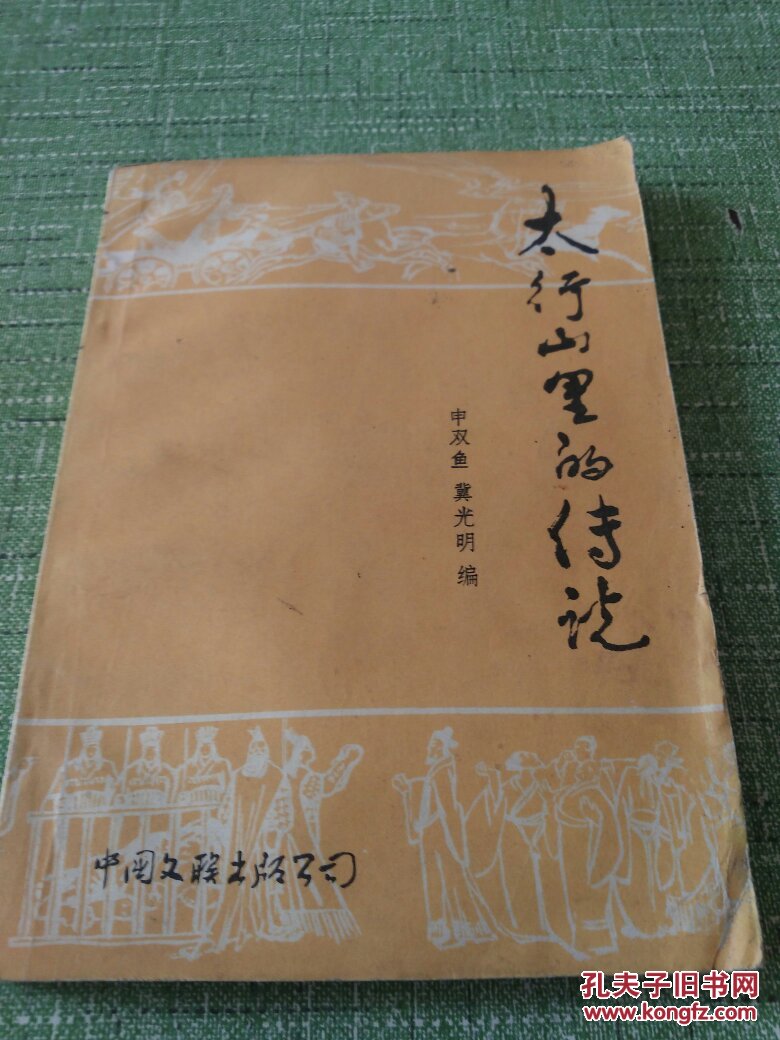 太行山里的传说
申双鱼 冀光明 编
中国文联出版公司
孔夫子旧书网
www.kongfz.com